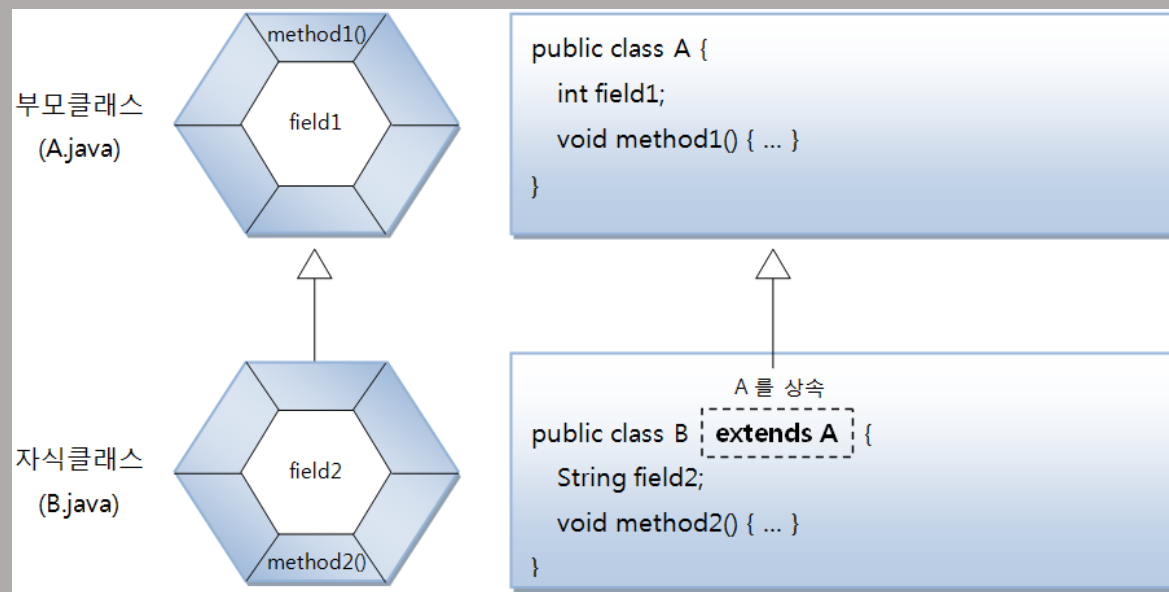 부모클래스
(A.java)
method1()
field1
public class A {
int field1;
void method1() { ... }
}
자식클래스
(B.java)
field2
method2()
A 를 상속
public class B extends A {
String field2;
void method2() { ... }
}